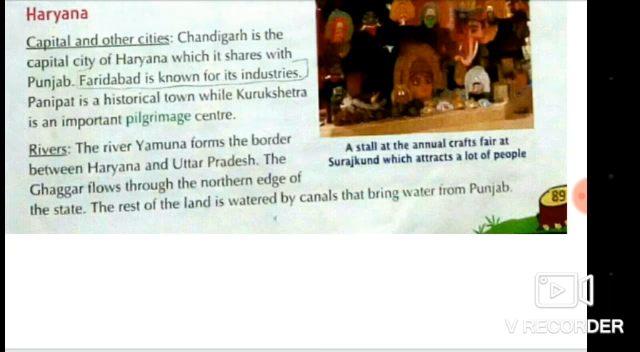 Haryana
Capital and other cities: Chandigarh is the
capital city of Haryana which it shares with
Punjab. Faridabad is known for its industries.
Panipat is a historical town while Kurukshetra
is an important pilgrimage centre.
Rivers: The river Yamuna forms the border
between Haryana and Uttar Pradesh. The
Ghaggar flows through the northern edge of
the state. The rest of the land is watered by canals that bring water from Punjab.
A stall at the annual crafts fair at
Surajkund which attracts a lot of people
89
V RECORDER